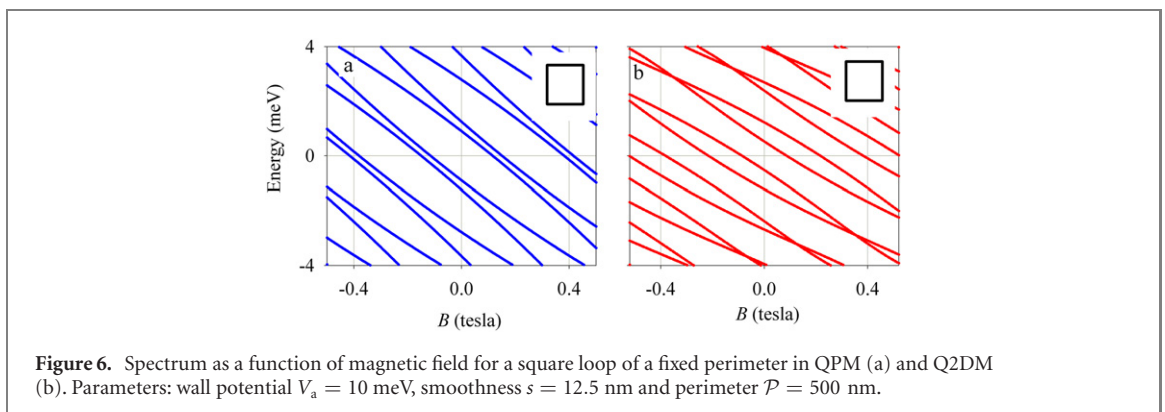 4
a
b
Energy (meV)
0
-4
-0.4 0.0 0.4
-0.4 0.0 0.4
B (tesla)
B (tesla)
Figure 6. Spectrum as a function of magnetic field for a square loop of a fixed perimeter in QPM (a) and Q2DM
(b). Parameters: wall potential Va = 10 meV, smoothness s = 12.5 nm and perimeter 𝒫 = 500 nm.